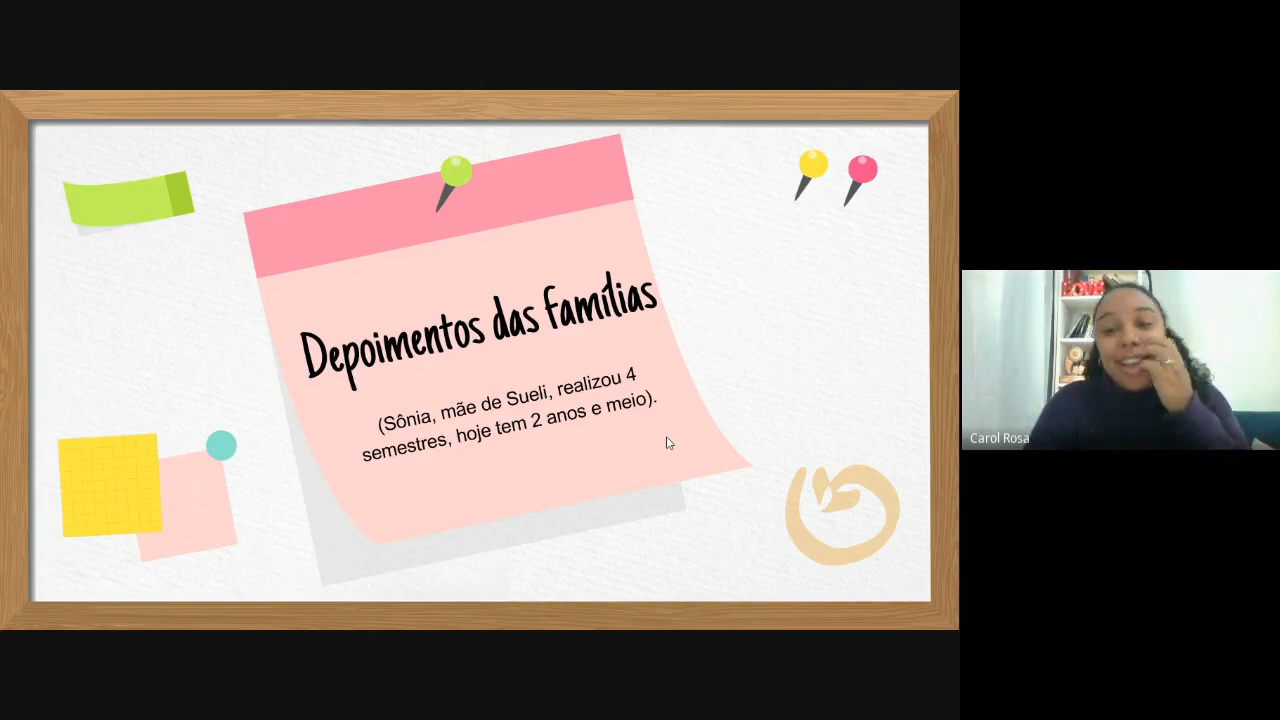 Depoimentos das famílias
(Sônia, mãe de Sueli, realizou 4
semestres, hoje tem 2 anos e meio).
Carol Rosa